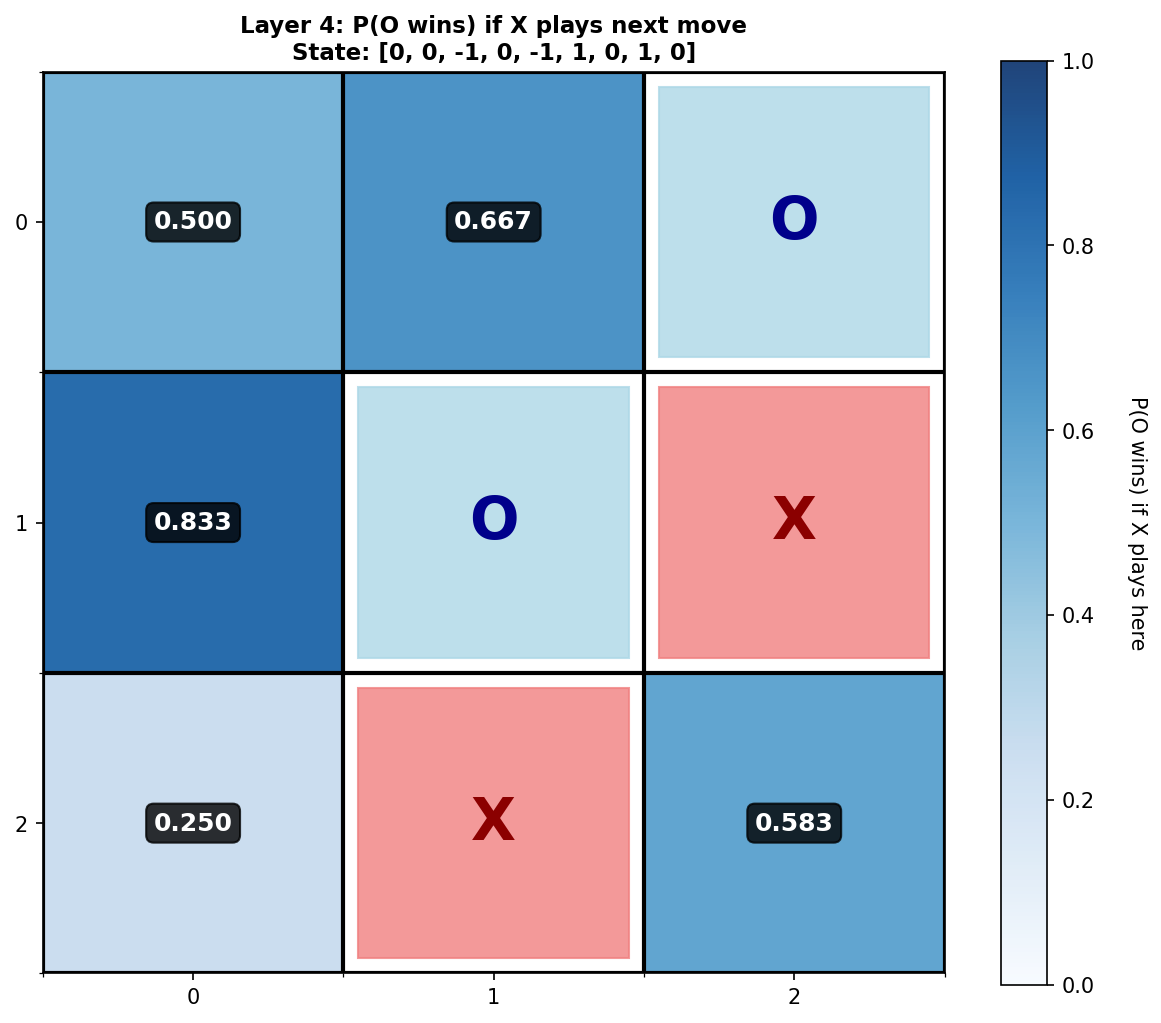 Layer 4: P(O wins) if X plays next move
State: [0, 0, -1, 0, -1, 1, 0, 1, 0]
0
0.500
0.667
O
1
0.833
O
X
2
0.250
X
0.583
0
1
2
1.0
0.8
0.6
0.4
0.2
0.0
P(O wins) if X plays here